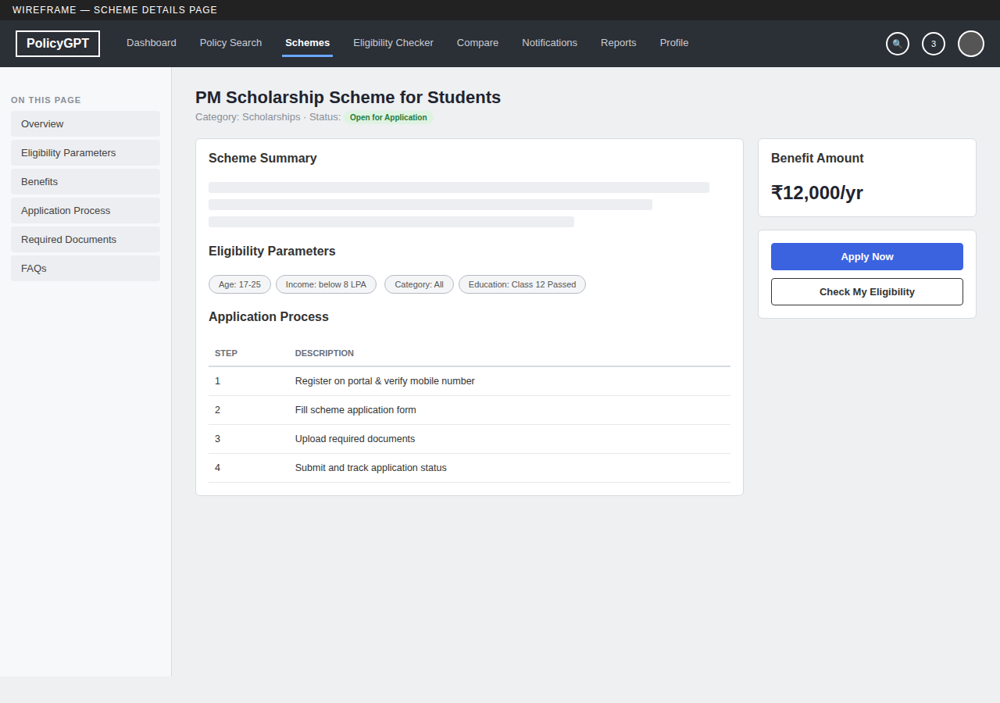 WIREFRAME — SCHEME DETAILS PAGE
PolicyGPT Dashboard Policy Search Schemes Eligibility Checker Compare Notifications Reports Profile 🔍 3
ON THIS PAGE
Overview
Eligibility Parameters
Benefits
Application Process
Required Documents
FAQs
PM Scholarship Scheme for Students
Category: Scholarships · Status: Open for Application
Scheme Summary
Eligibility Parameters
Age: 17-25 Income: below 8 LPA Category: All Education: Class 12 Passed
Application Process
STEP DESCRIPTION
1 Register on portal & verify mobile number
2 Fill scheme application form
3 Upload required documents
4 Submit and track application status
Benefit Amount
₹12,000/yr
Apply Now
Check My Eligibility